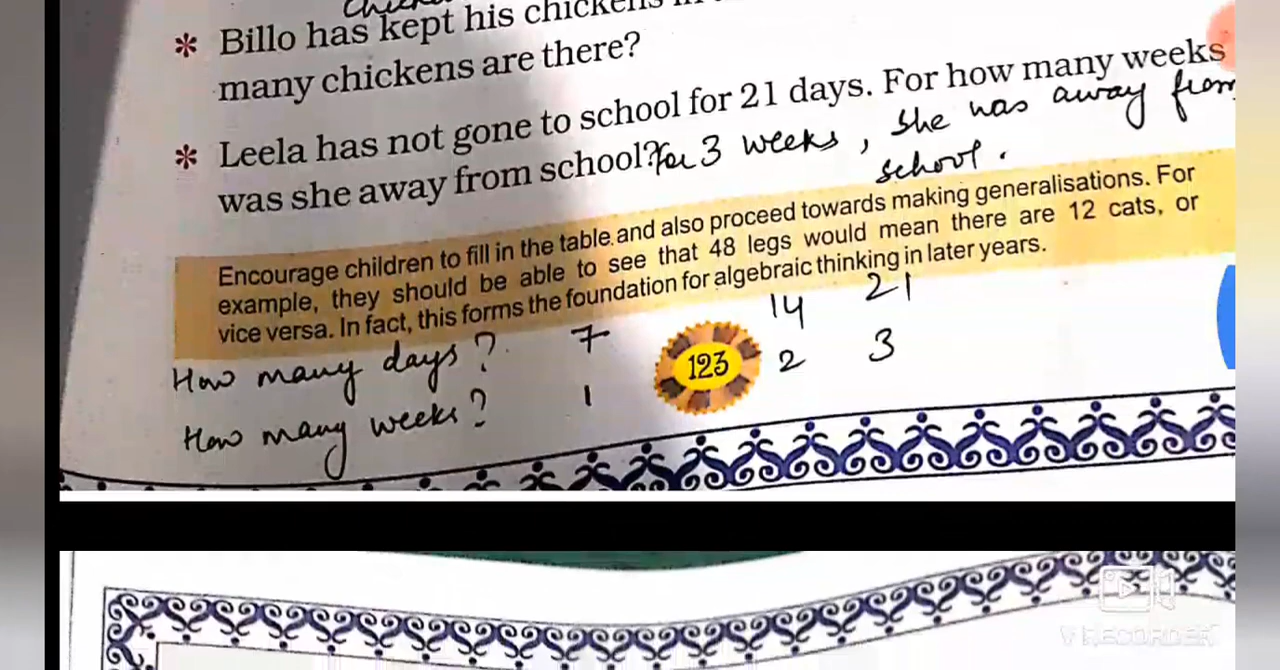 Billo has kept his chickens in
many chickens are there?
Leela has not gone to school for 21 days. For how many weeks
was she away from school? For 3 weeks, she was away from
school.
Encourage children to fill in the table and also proceed towards making generalisations. For
example, they should be able to see that 48 legs would mean there are 12 cats, or
vice versa. In fact, this forms the foundation for algebraic thinking in later years.
How many days? 7 14 21
How many weeks? 1 2 3
123
RECORDER